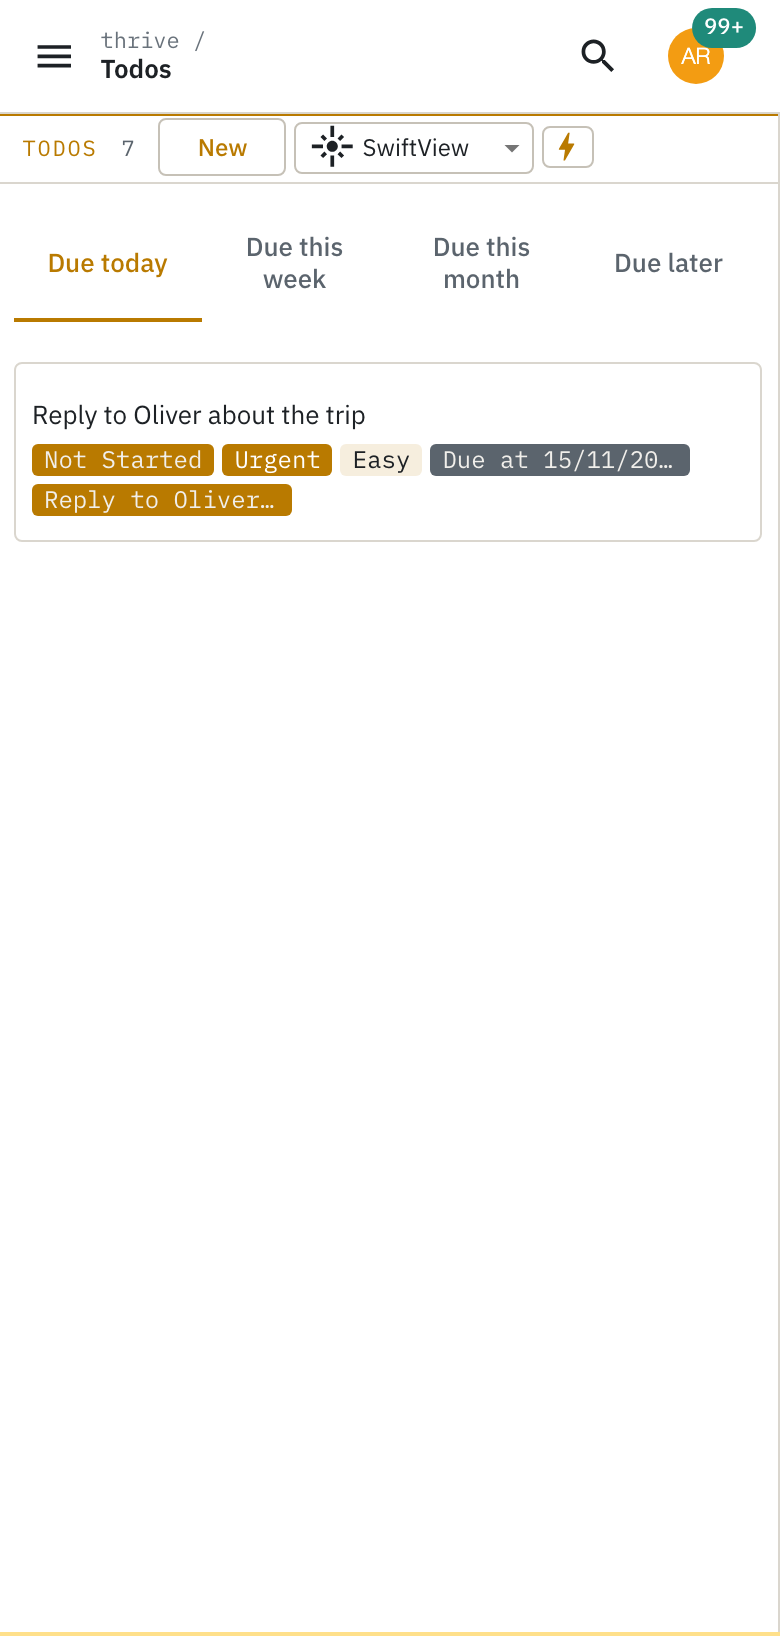 thrive /
Todos
99+
AR
TODOS 7 New SwiftView
Due today
Due this
week
Due this
month
Due later
Reply to Oliver about the trip
Not Started Urgent Easy Due at 15/11/20…
Reply to Oliver…